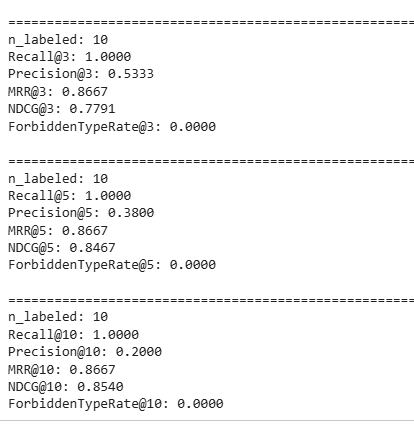 ======================================================
n_labeled: 10
Recall@3: 1.0000
Precision@3: 0.5333
MRR@3: 0.8667
NDCG@3: 0.7791
ForbiddenTypeRate@3: 0.0000
======================================================
n_labeled: 10
Recall@5: 1.0000
Precision@5: 0.3800
MRR@5: 0.8667
NDCG@5: 0.8467
ForbiddenTypeRate@5: 0.0000
======================================================
n_labeled: 10
Recall@10: 1.0000
Precision@10: 0.2000
MRR@10: 0.8667
NDCG@10: 0.8540
ForbiddenTypeRate@10: 0.0000